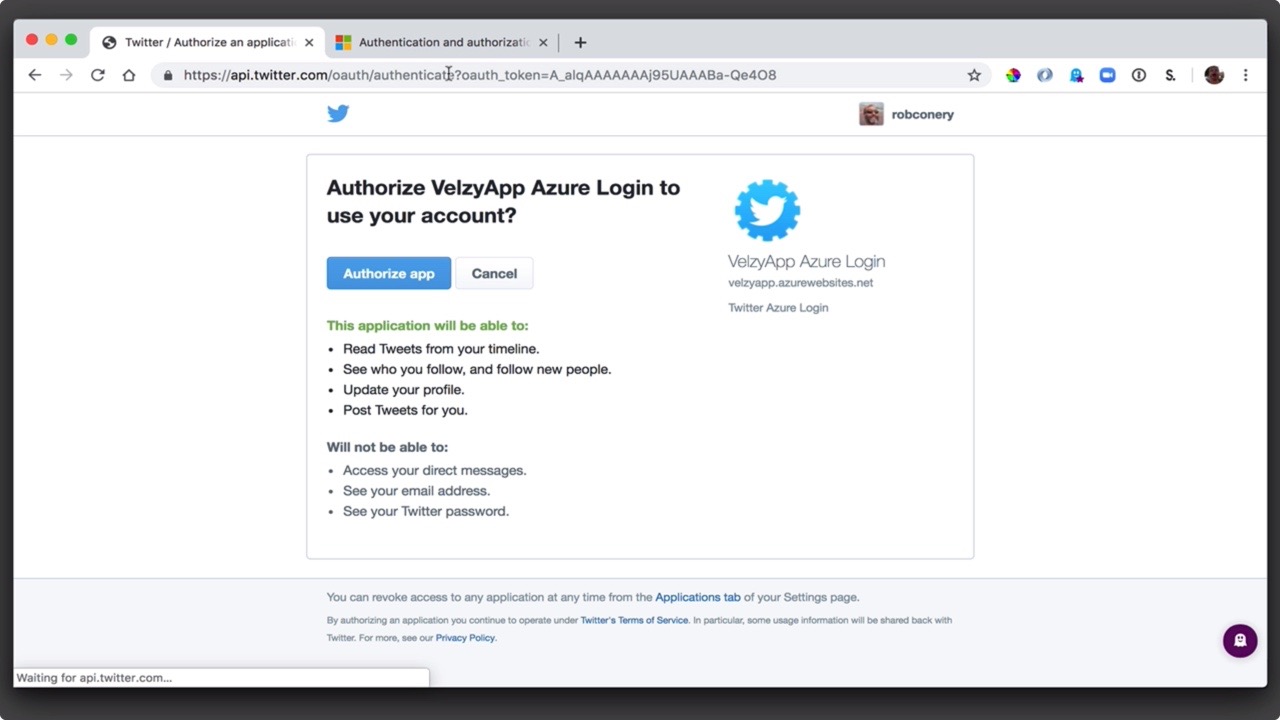 Twitter / Authorize an applicati
Authentication and authorizati
https://api.twitter.com/oauth/authenticate?oauth_token=A_alqAAAAAAAj95UAAABa-Qe4O8
S.
robconery
Authorize VelzyApp Azure Login to
use your account?
Authorize app
Cancel
VelzyApp Azure Login
velzyapp.azurewebsites.net
Twitter Azure Login
This application will be able to:
• Read Tweets from your timeline.
• See who you follow, and follow new people.
• Update your profile.
• Post Tweets for you.
Will not be able to:
• Access your direct messages.
• See your email address.
• See your Twitter password.
You can revoke access to any application at any time from the Applications tab of your Settings page.
By authorizing an application you continue to operate under Twitter's Terms of Service. In particular, some usage information will be shared back with
Twitter. For more, see our Privacy Policy.
Waiting for api.twitter.com...